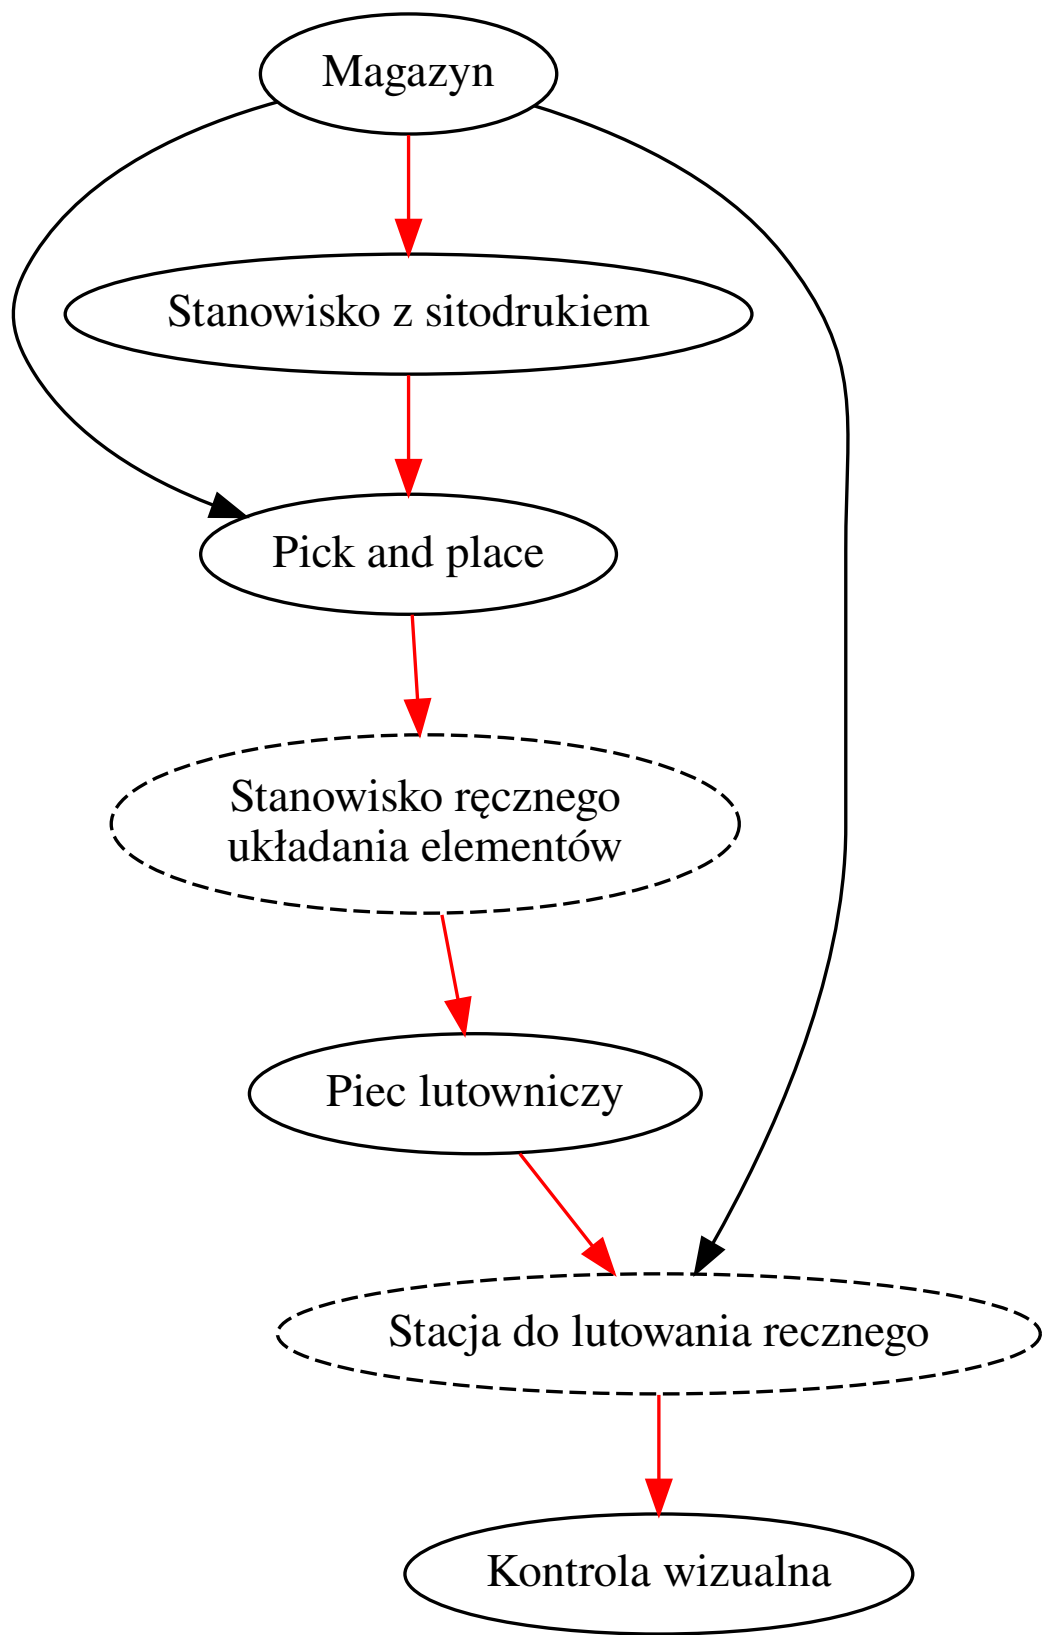 Magazyn
Stanowisko z sitodrukiem
Pick and place
Stanowisko ręcznego
układania elementów
Piec lutowniczy
Stacja do lutowania recznego
Kontrola wizualna